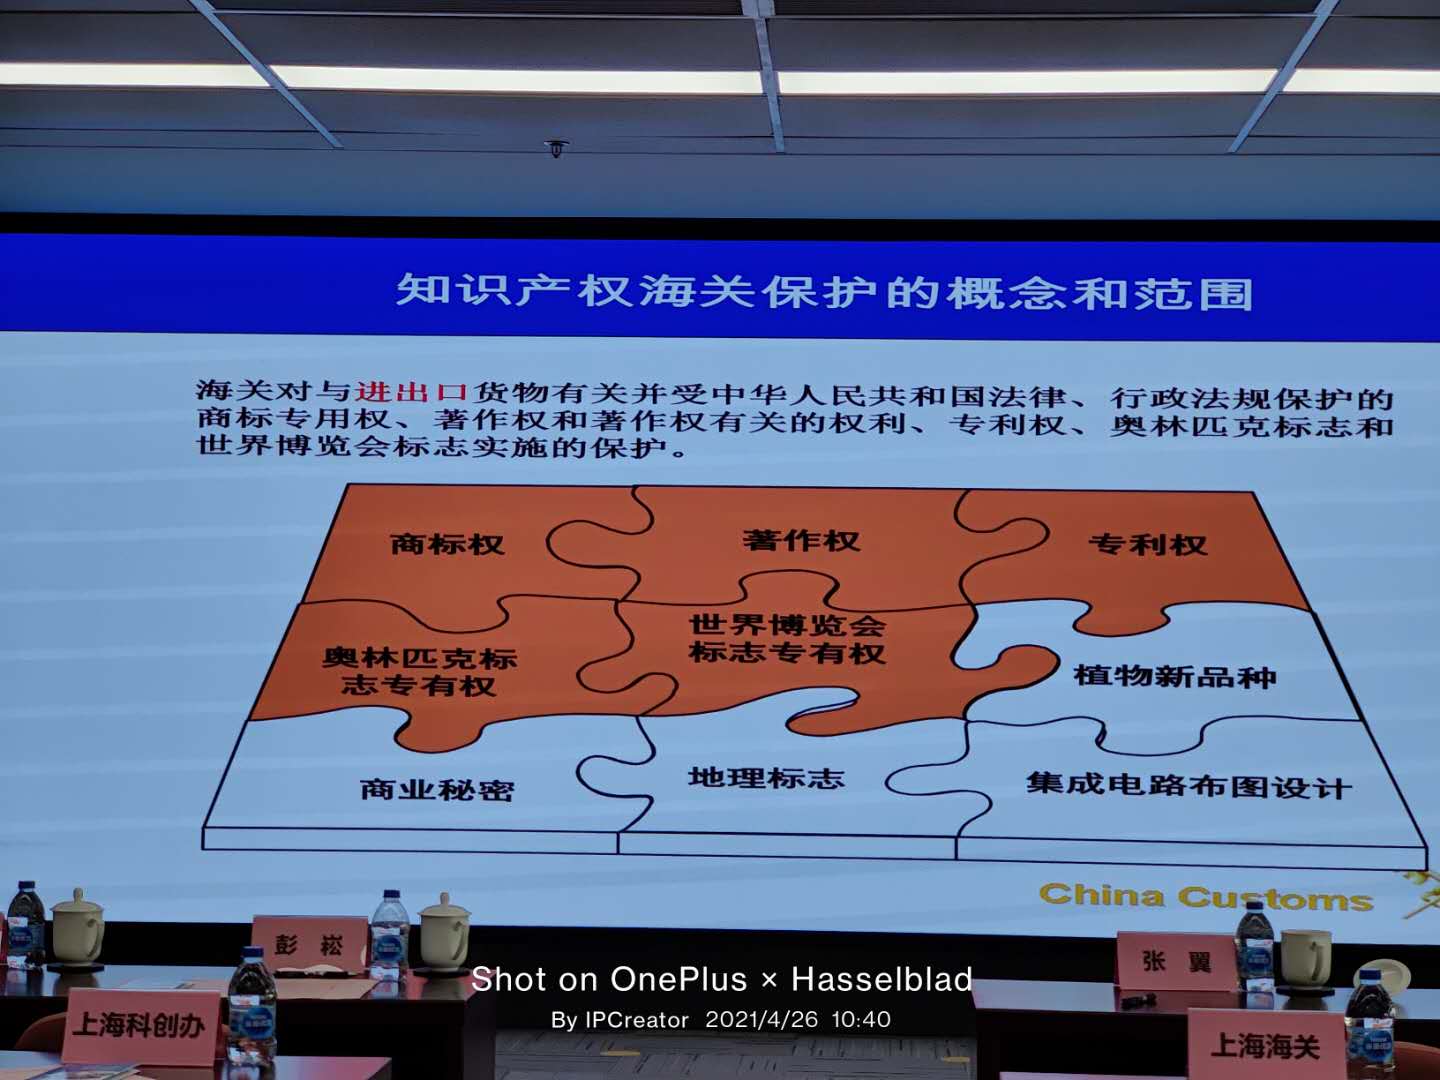 知识产权海关保护的概念和范围
海关对与进出口货物有关并受中华人民共和国法律、行政法规保护的
商标专用权、著作权和著作权有关的权利、专利权、奥林匹克标志和
世界博览会标志实施的保护。
商标权
著作权
专利权
奥林匹克标
志专有权
世界博览会
标志专有权
植物新品种
商业秘密
地理标志
集成电路布图设计
China Customs
彭 崧
张 翼
上海科创办
上海海关
Shot on OnePlus × Hasselblad
By IPCreator 2021/4/26 10:40